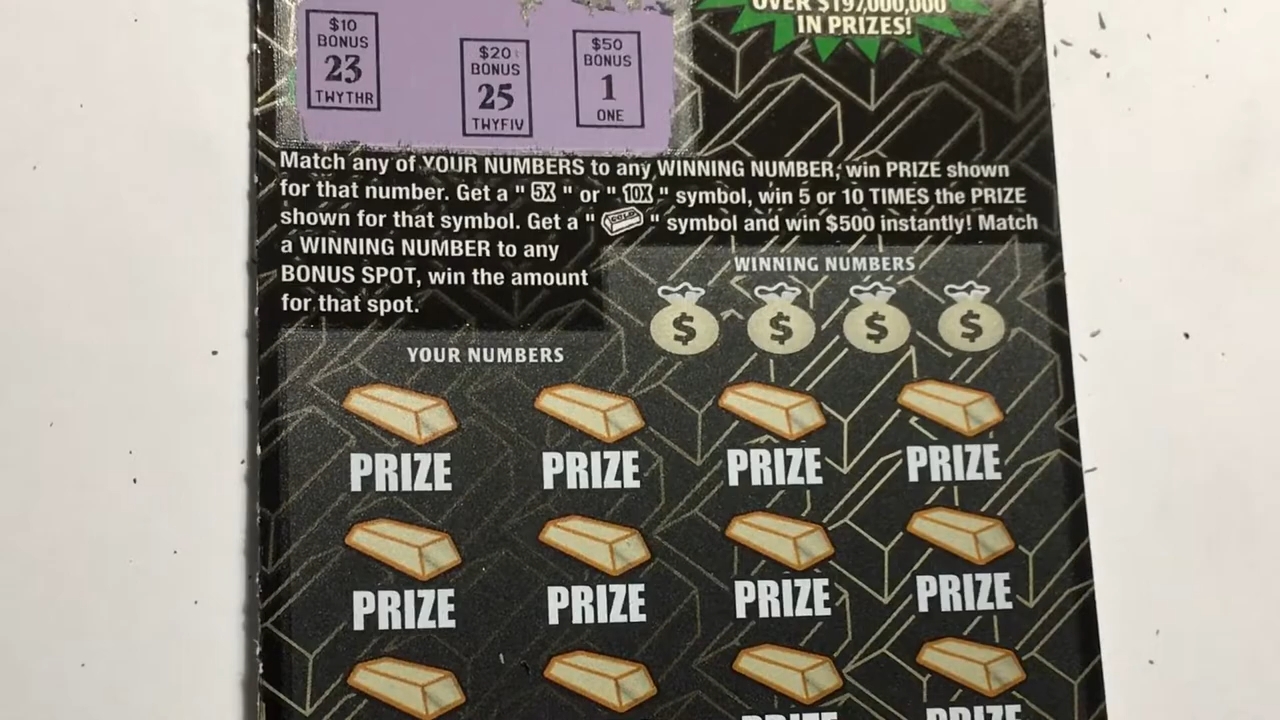 OVER $197,000,000
IN PRIZES!
$10
BONUS
23
TWYTHR
$20
BONUS
25
TWYFIV
$50
BONUS
1
ONE
Match any of YOUR NUMBERS to any WINNING NUMBER, win PRIZE shown
for that number. Get a " 5X " or " 10X " symbol, win 5 or 10 TIMES the PRIZE
shown for that symbol. Get a " GOLD " symbol and win $500 instantly! Match
a WINNING NUMBER to any
BONUS SPOT, win the amount
for that spot.
WINNING NUMBERS
$ $ $ $
YOUR NUMBERS
PRIZE PRIZE PRIZE PRIZE
PRIZE PRIZE PRIZE PRIZE
PRIZE PRIZE